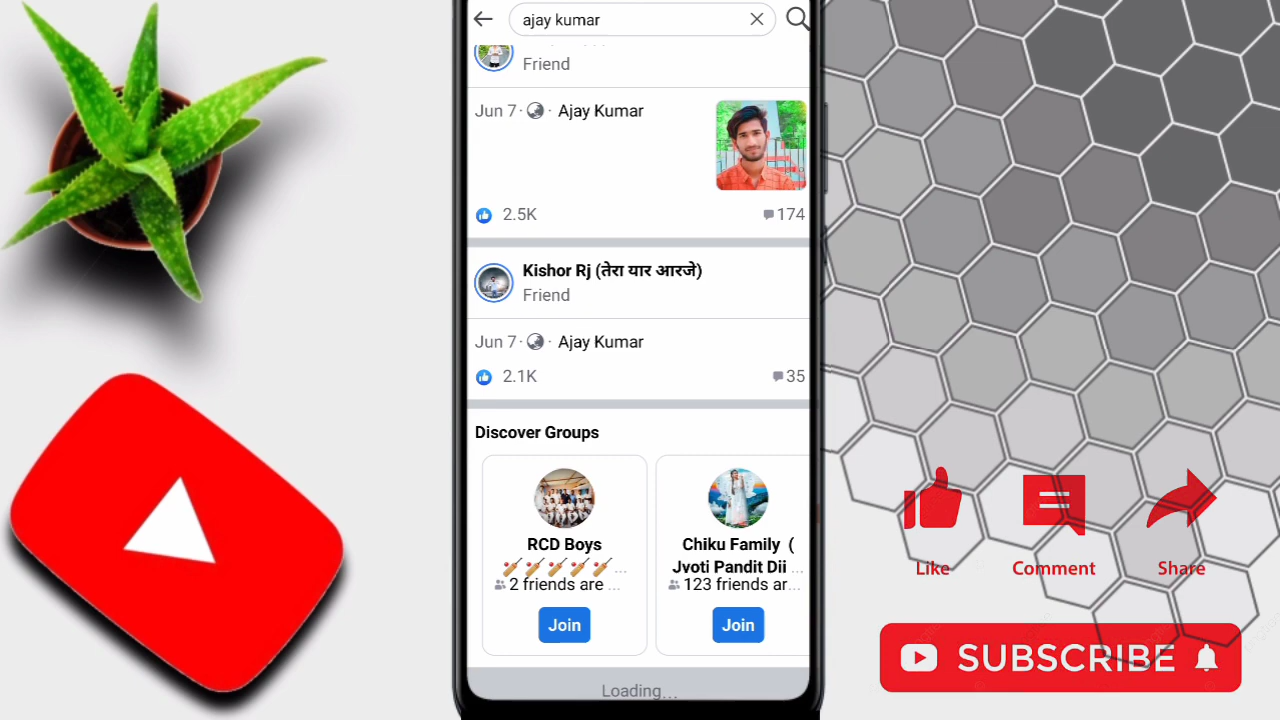 ajay kumar
Friend
Jun 7 · Ajay Kumar
2.5K 174
Kishor Rj (तेरा यार आरजे)
Friend
Jun 7 · Ajay Kumar
2.1K 35
Discover Groups
RCD Boys
2 friends are ...
Join
Chiku Family (
Jyoti Pandit Dii ...
123 friends ar...
Join
Loading...
Like Comment Share
SUBSCRIBE